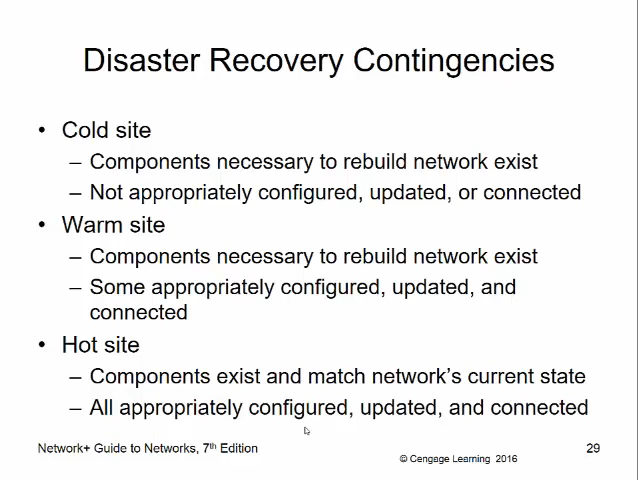 Disaster Recovery Contingencies
• Cold site
– Components necessary to rebuild network exist
– Not appropriately configured, updated, or connected
• Warm site
– Components necessary to rebuild network exist
– Some appropriately configured, updated, and
connected
• Hot site
– Components exist and match network's current state
– All appropriately configured, updated, and connected
Network+ Guide to Networks, 7th Edition
© Cengage Learning 2016
29